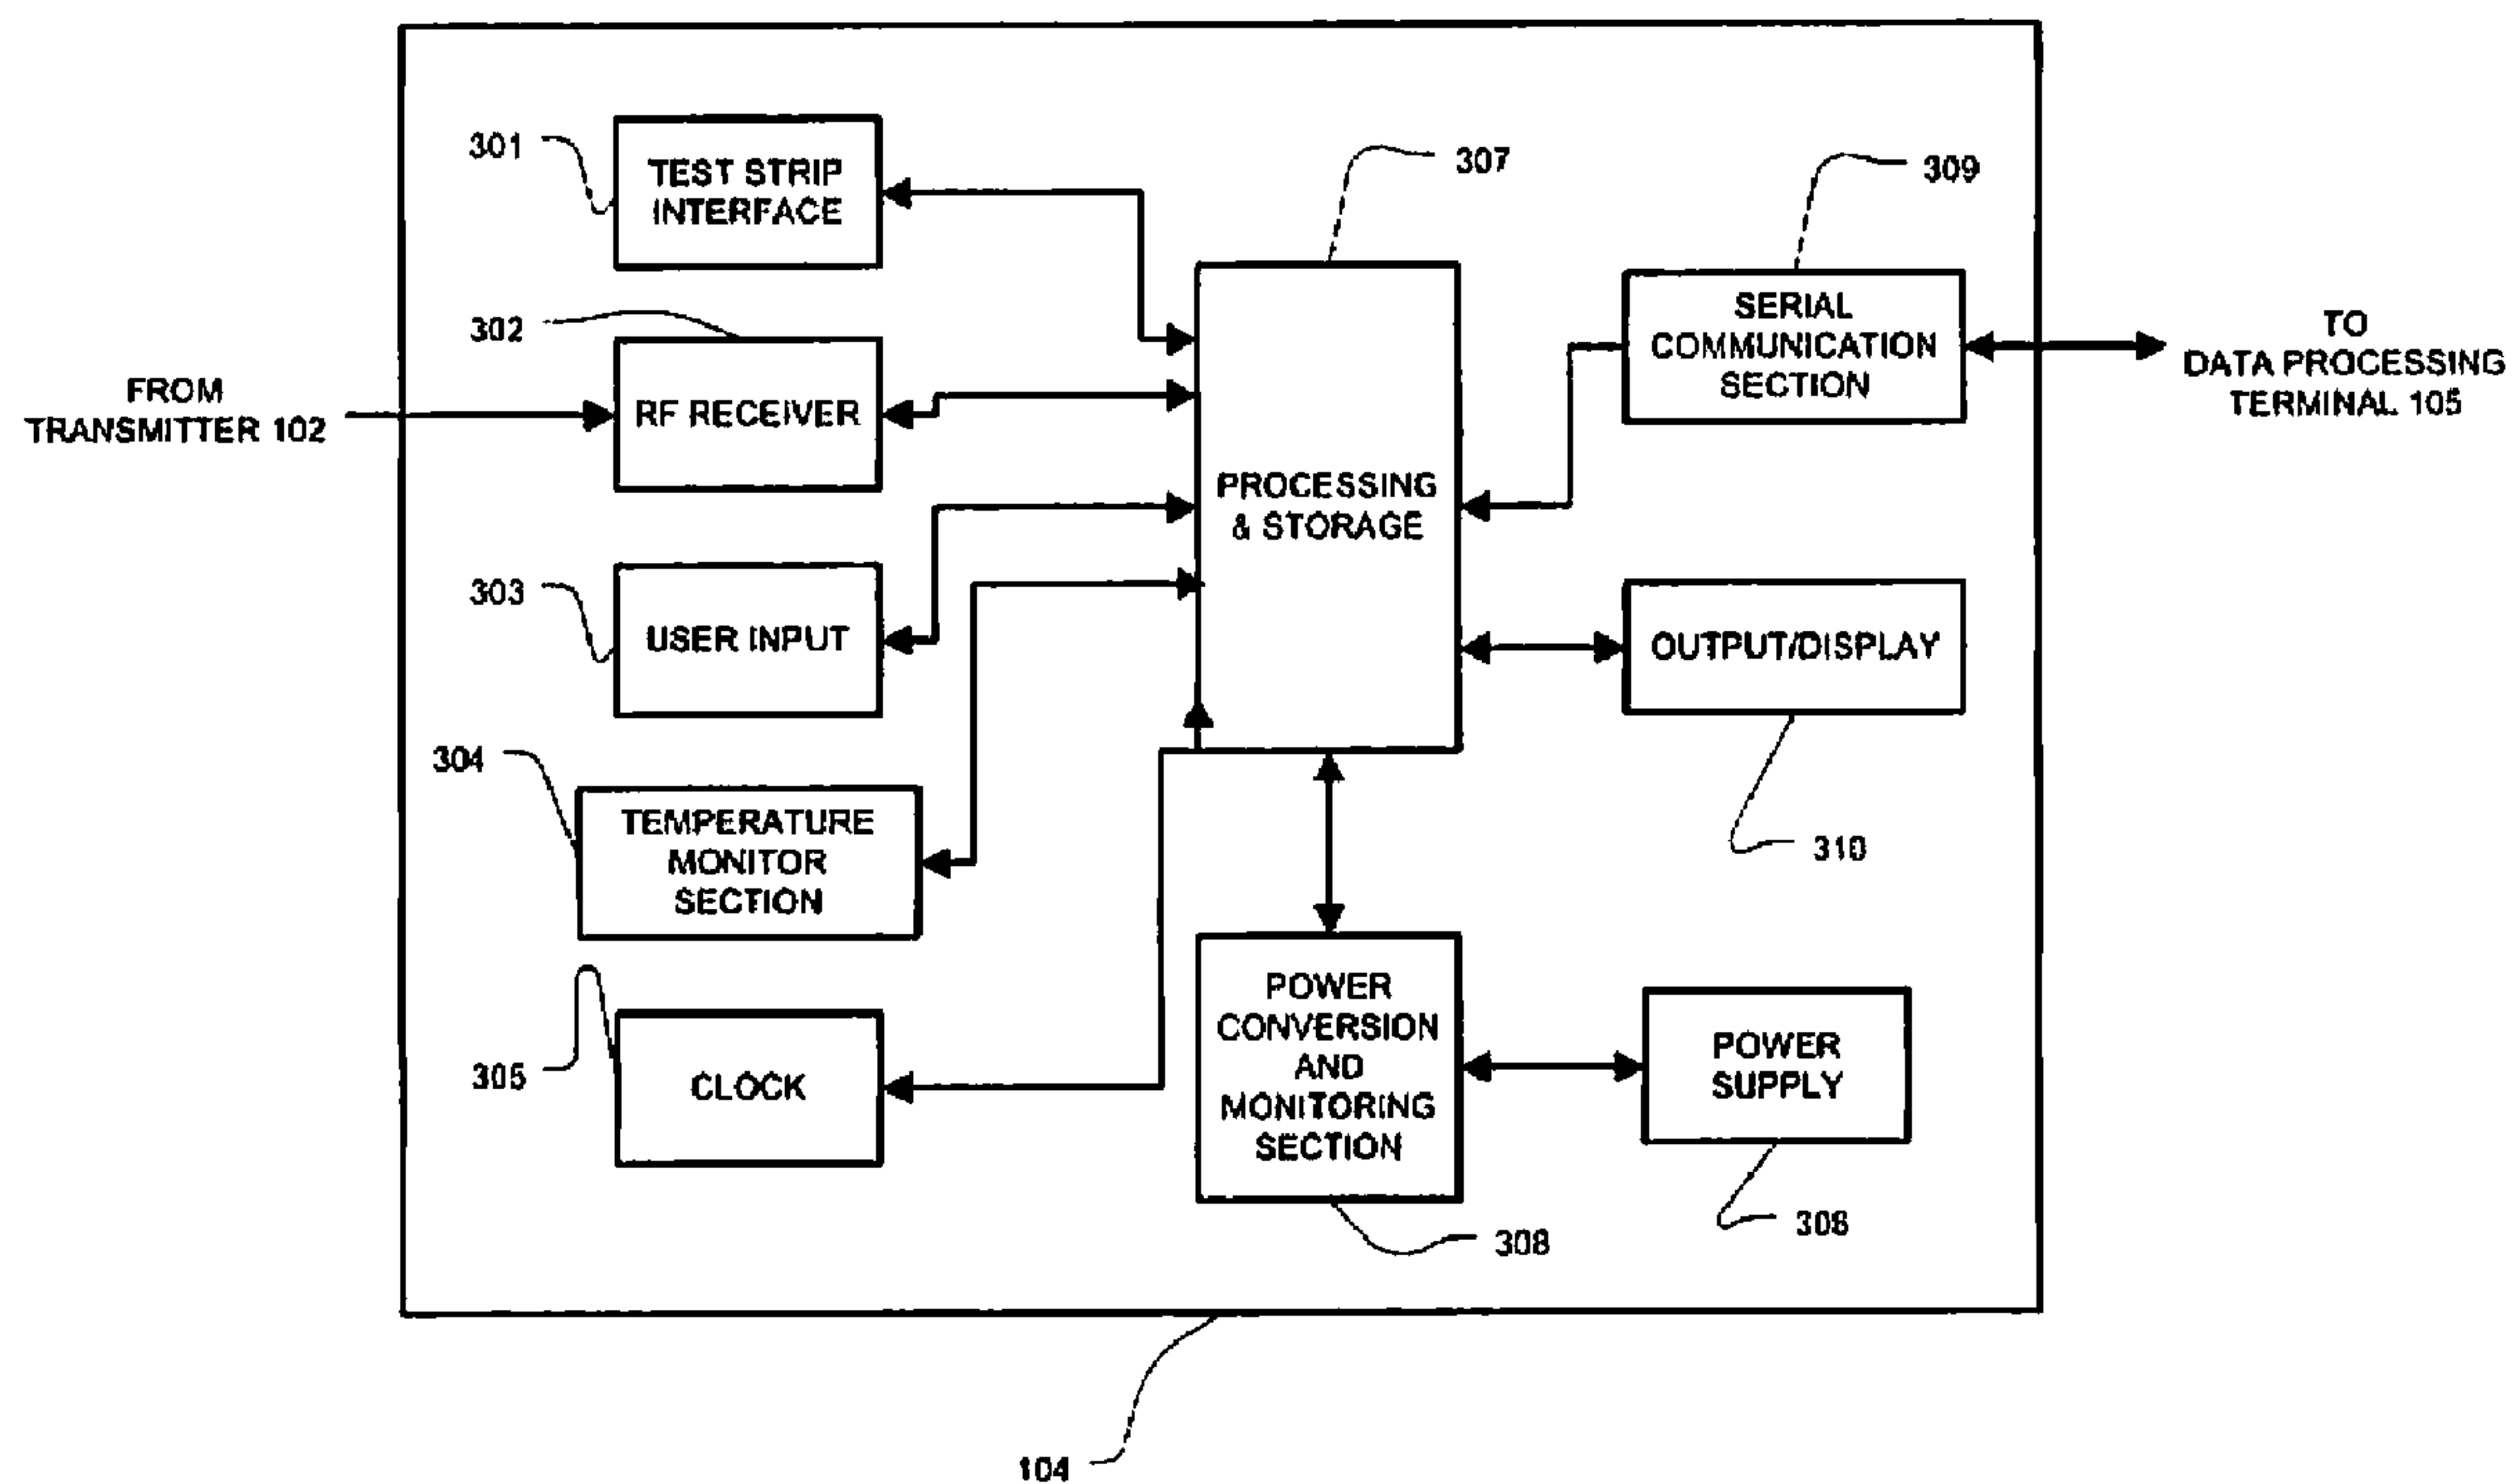 301
TEST STRIP
INTERFACE
307
309
302
SERIAL
COMMUNICATION
SECTION
TO
DATA PROCESSING
TERMINAL 105
FROM
TRANSMITTER 102
RF RECEIVER
PROCESSING
& STORAGE
303
USER INPUT
OUTPUT/DISPLAY
304
TEMPERATURE
MONITOR
SECTION
310
305
CLOCK
POWER
CONVERSION
AND
MONITORING
SECTION
POWER
SUPPLY
306
308
104